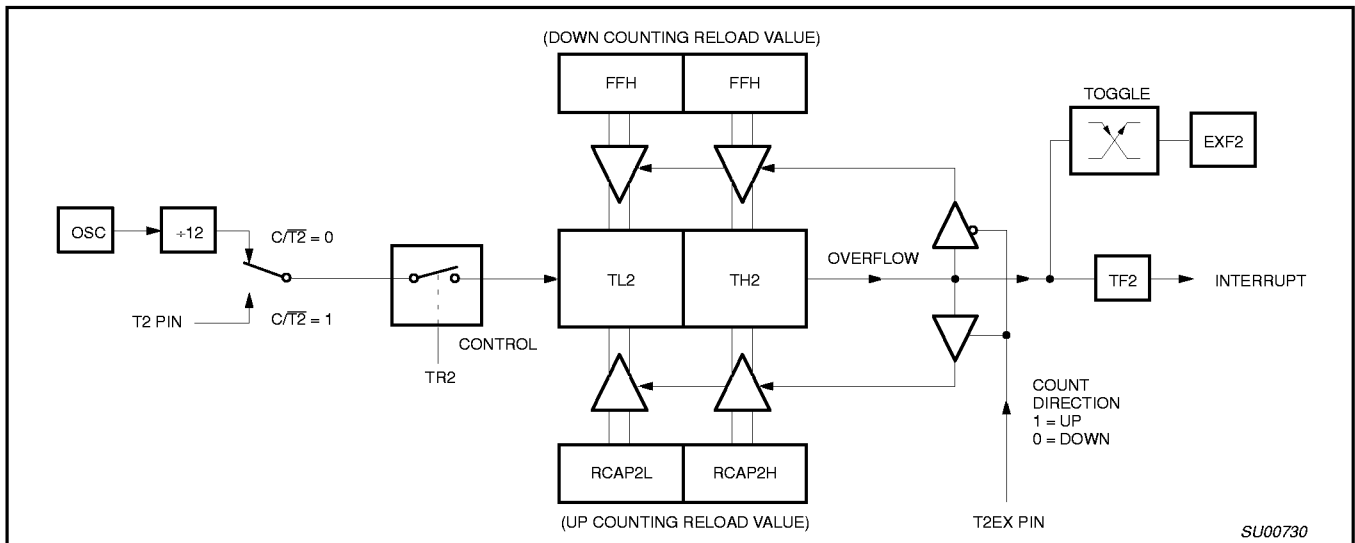 (DOWN COUNTING RELOAD VALUE)
FFH
FFH
TOGGLE
EXF2
OSC
÷12
C/T2 = 0
TL2
TH2
OVERFLOW
TF2
INTERRUPT
T2 PIN
C/T2 = 1
CONTROL
TR2
COUNT
DIRECTION
1 = UP
0 = DOWN
RCAP2L
RCAP2H
(UP COUNTING RELOAD VALUE)
T2EX PIN
SU00730